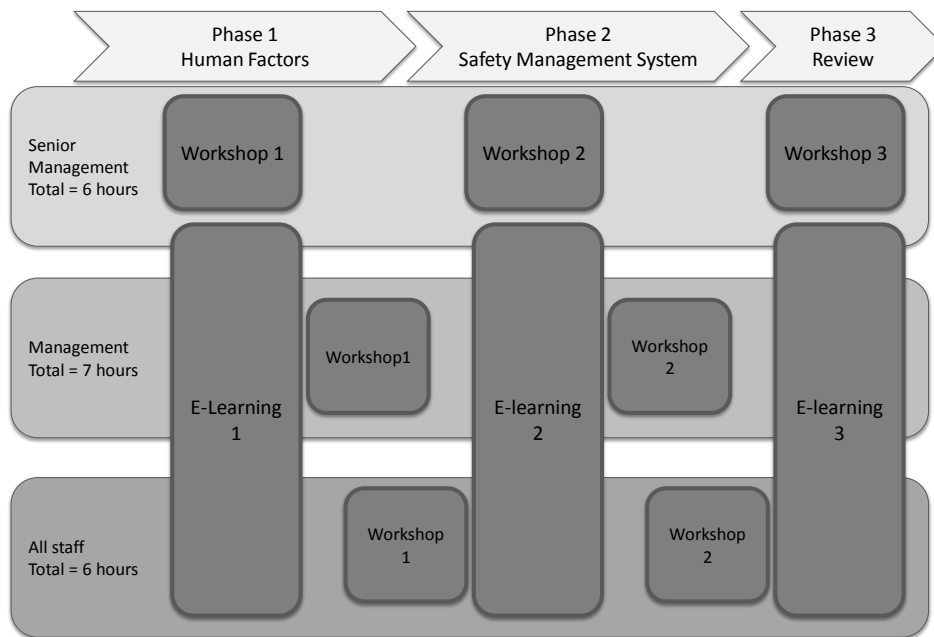 Phase 1
Human Factors
Phase 2
Safety Management System
Phase 3
Review
Senior
Management
Total = 6 hours
Workshop 1
Workshop 2
Workshop 3
Management
Total = 7 hours
Workshop1
Workshop
2
E-Learning
1
E-learning
2
E-learning
3
All staff
Total = 6 hours
Workshop
1
Workshop
2